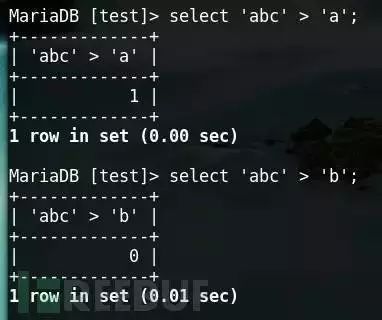 MariaDB [test]> select 'abc' > 'a';
+-------------+
| 'abc' > 'a' |
+-------------+
|           1 |
+-------------+
1 row in set (0.00 sec)
MariaDB [test]> select 'abc' > 'b';
+-------------+
| 'abc' > 'b' |
+-------------+
|           0 |
+-------------+
1 row in set (0.01 sec)
REEBUF